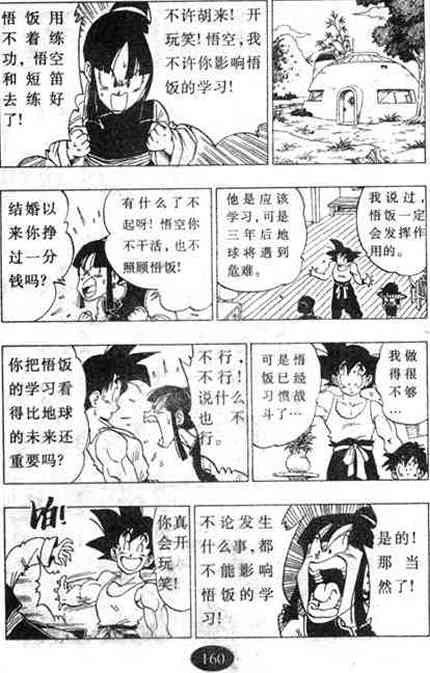 不许胡来！开
玩笑！悟空，我
不许你影响悟
饭的学习！
悟饭用
不着练
功，悟空
和短笛
去练好
了！
我说过，
悟饭一定
会发挥作
用的。
他是应该
学习，可是
三年后地
球将遇到
危难。
有什么了不
起呀！悟空你
不干活，也不
照顾悟饭！
结婚以
来你挣
过一分
钱吗？
我做
得很
不够
…
可是悟
饭已经
习惯战
斗了…
不行，
不行！
说什么
也不
行。
你把悟饭
的学习看
得比地球
的未来还
重要吗？
是的！
那当
然了！
不论发生
什么事，都
不能影响
悟饭的学
习！
你真
会开
玩笑！
啪！
160